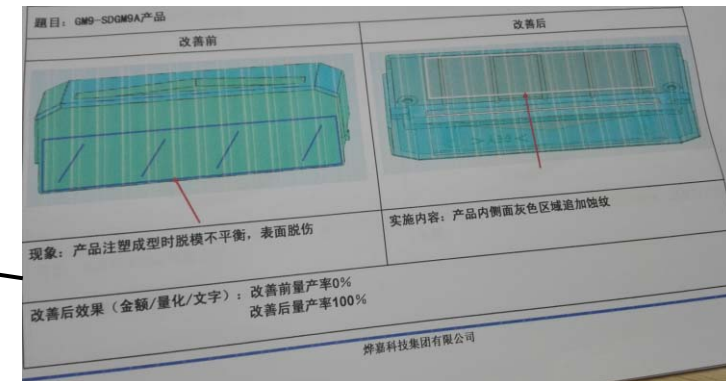 题目：GM9-SDGM9A产品
改善前
改善后
现象：产品注塑成型时脱模不平衡，表面脱伤
实施内容：产品内侧面灰色区域追加蚀纹
改善后效果（金额/量化/文字）：改善前量产率0%
改善后量产率100%
烨嘉科技集团有限公司